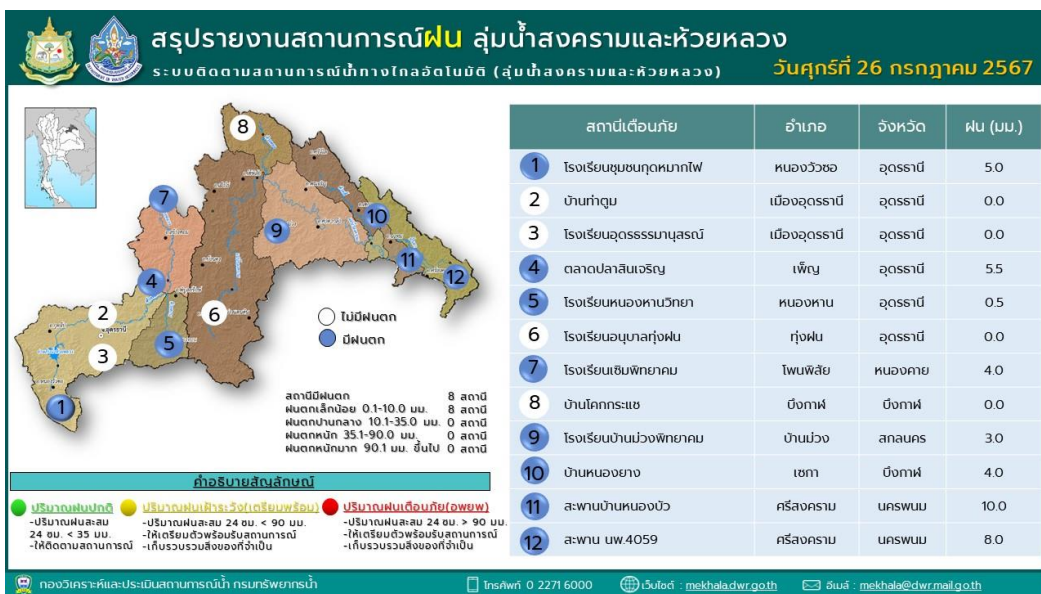 สรุปรายงานสถานการณ์ฝน ลุ่มน้ำสงครามและห้วยหลวง
ระบบติดตามสถานการณ์น้ำทางไกลอัตโนมัติ (ลุ่มน้ำสงครามและห้วยหลวง)
วันศุกร์ที่ 26 กรกฎาคม 2567
8
7
10
9
11
12
4
2
6
5
3
1
ไม่มีฝนตก
มีฝนตก
สถานีมีฝนตก 8 สถานี
ฝนตกเล็กน้อย 0.1-10.0 มม. 8 สถานี
ฝนตกปานกลาง 10.1-35.0 มม. 0 สถานี
ฝนตกหนัก 35.1-90.0 มม. 0 สถานี
ฝนตกหนักมาก 90.1 มม. ขึ้นไป 0 สถานี
คำอธิบายสัญลักษณ์
ปริมาณฝนปกติ
-ปริมาณฝนสะสม
24 ชม. < 35 มม.
-ให้ติดตามสถานการณ์
ปริมาณฝนเฝ้าระวัง(เตรียมพร้อม)
-ปริมาณฝนสะสม 24 ชม. < 90 มม.
-ให้เตรียมตัวพร้อมรับสถานการณ์
-เก็บรวบรวมสิ่งของที่จำเป็น
ปริมาณฝนเตือนภัย(อพยพ)
-ปริมาณฝนสะสม 24 ชม. > 90 มม.
-ให้เตรียมตัวพร้อมรับสถานการณ์
-เก็บรวบรวมสิ่งของที่จำเป็น
สถานีเตือนภัย อำเภอ จังหวัด ฝน (มม.)
1 โรงเรียนชุมชนกุดหมากไฟ หนองวัวซอ อุดรธานี 5.0
2 บ้านท่าตูม เมืองอุดรธานี อุดรธานี 0.0
3 โรงเรียนอุดรธรรมานุสรณ์ เมืองอุดรธานี อุดรธานี 0.0
4 ตลาดปลาสินเจริญ เพ็ญ อุดรธานี 5.5
5 โรงเรียนหนองหานวิทยา หนองหาน อุดรธานี 0.5
6 โรงเรียนอนุบาลทุ่งฝน ทุ่งฝน อุดรธานี 0.0
7 โรงเรียนเซิมพิทยาคม โพนพิสัย หนองคาย 4.0
8 บ้านโคกกระแซ บึงกาฬ บึงกาฬ 0.0
9 โรงเรียนบ้านม่วงพิทยาคม บ้านม่วง สกลนคร 3.0
10 บ้านหนองยาง เซกา บึงกาฬ 4.0
11 สะพานบ้านหนองบัว ศรีสงคราม นครพนม 10.0
12 สะพาน นพ.4059 ศรีสงคราม นครพนม 8.0
กองวิเคราะห์และประเมินสถานการณ์น้ำ กรมทรัพยากรน้ำ โทรศัพท์ 0 2271 6000 เว็บไซต์ : mekhala.dwr.go.th อีเมล์ : mekhala@dwr.mail.go.th